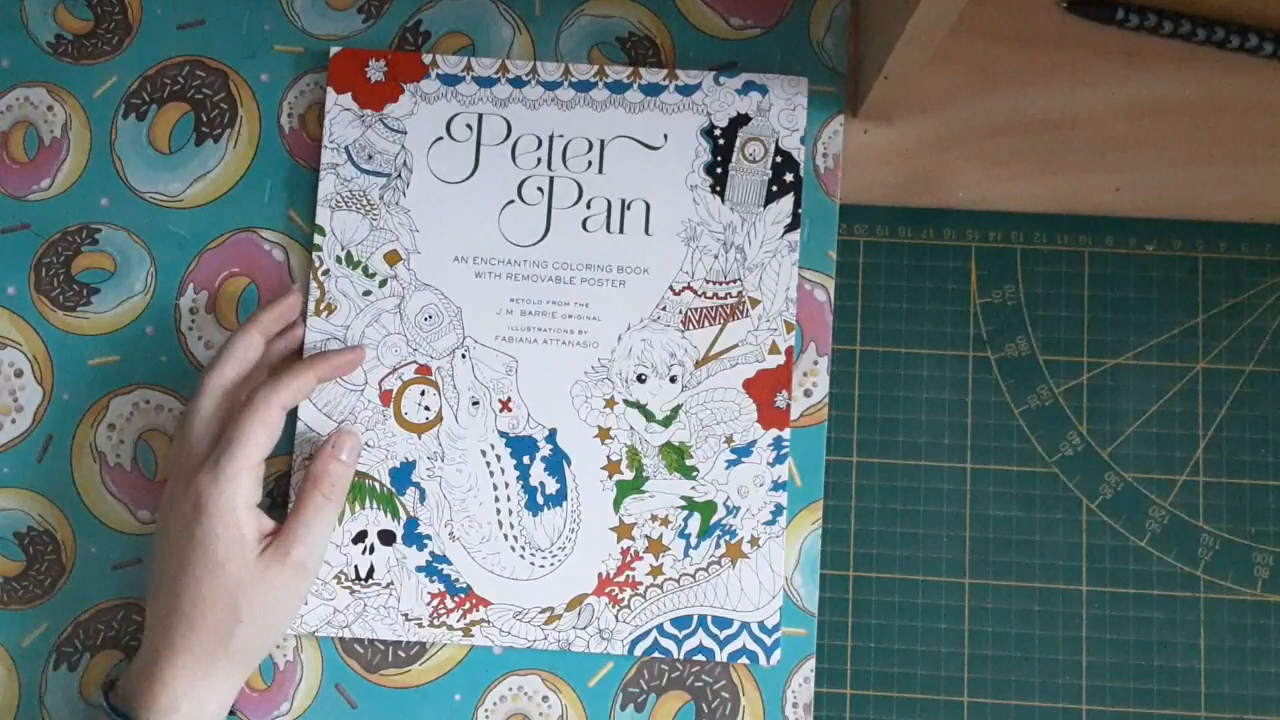 Peter
Pan
AN ENCHANTING COLORING BOOK
WITH REMOVABLE POSTER
RETOLD FROM THE
J.M. BARRIE ORIGINAL
ILLUSTRATIONS BY
FABIANA ATTANASIO